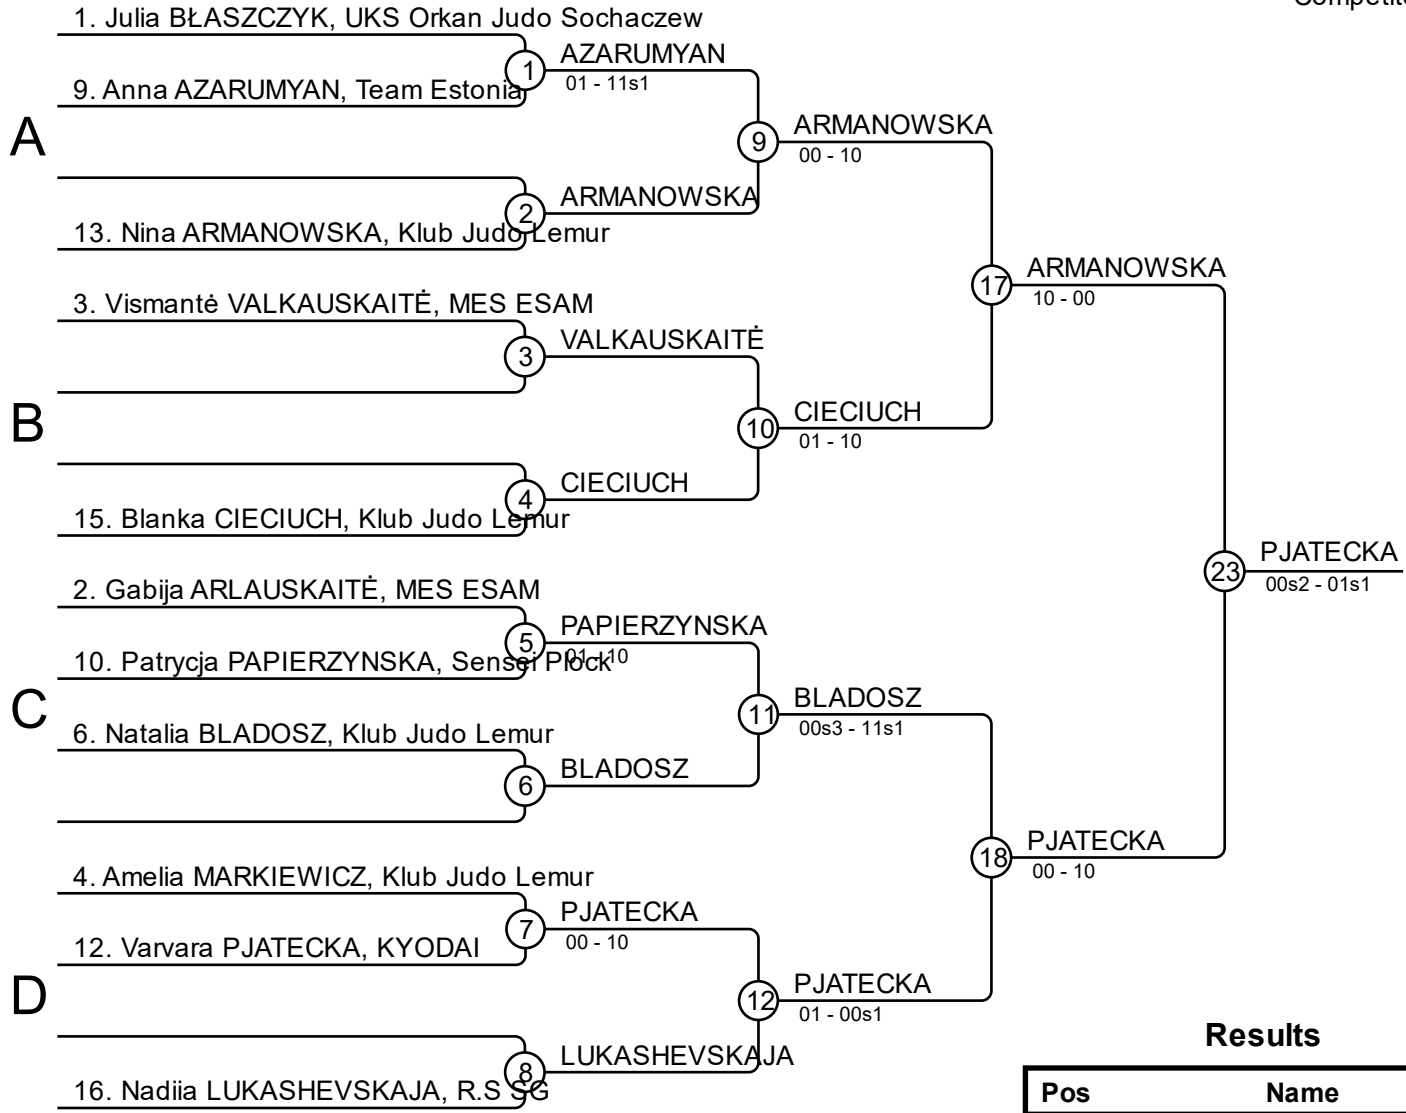 Competito
1. Julia BŁASZCZYK, UKS Orkan Judo Sochaczew
1
AZARUMYAN
01 - 11s1
9. Anna AZARUMYAN, Team Estonia
A
9
ARMANOWSKA
00 - 10
2
ARMANOWSKA
13. Nina ARMANOWSKA, Klub Judo Lemur
17
ARMANOWSKA
10 - 00
3. Vismantė VALKAUSKAITĖ, MES ESAM
3
VALKAUSKAITĖ
B
10
CIECIUCH
01 - 10
4
CIECIUCH
15. Blanka CIECIUCH, Klub Judo Lemur
23
PJATECKA
00s2 - 01s1
2. Gabija ARLAUSKAITĖ, MES ESAM
5
PAPIERZYNSKA
01 - 10
10. Patrycja PAPIERZYNSKA, Sensei Plock
C
11
BLADOSZ
00s3 - 11s1
6. Natalia BLADOSZ, Klub Judo Lemur
6
BLADOSZ
18
PJATECKA
00 - 10
4. Amelia MARKIEWICZ, Klub Judo Lemur
7
PJATECKA
00 - 10
12. Varvara PJATECKA, KYODAI
D
12
PJATECKA
01 - 00s1
8
LUKASHEVSKAJA
16. Nadiia LUKASHEVSKAJA, R.S SG
Results
Pos Name